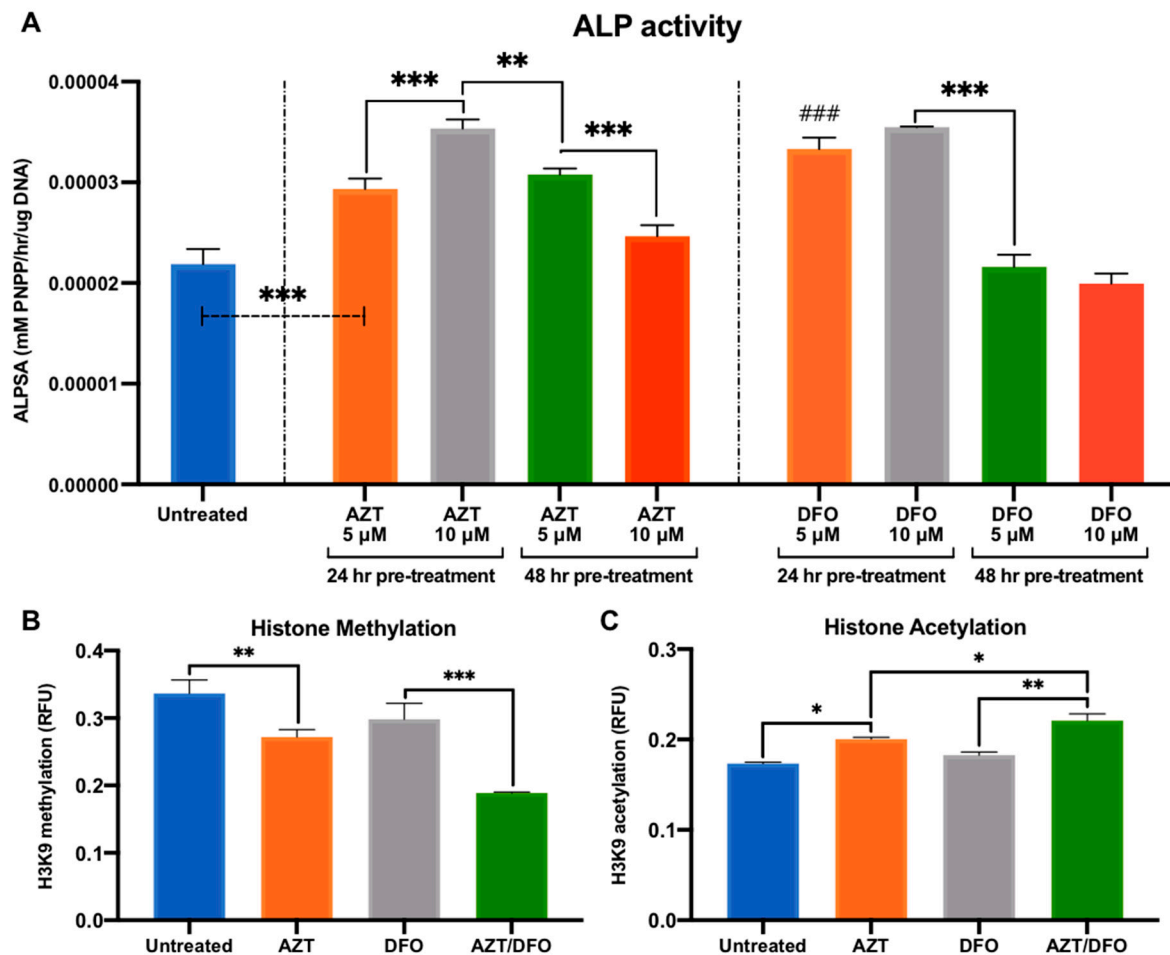 A
ALP activity
ALPSA (mM PNPP/hr/ug DNA)
0.00004
0.00003
0.00002
0.00001
0.00000
***
***
**
***
###
***
Untreated
AZT
5 µM
AZT
10 µM
AZT
5 µM
AZT
10 µM
DFO
5 µM
DFO
10 µM
DFO
5 µM
DFO
10 µM
24 hr pre-treatment
48 hr pre-treatment
24 hr pre-treatment
48 hr pre-treatment
B
Histone Methylation
H3K9 methylation (RFU)
0.4
0.3
0.2
0.1
0.0
**
***
Untreated
AZT
DFO
AZT/DFO
C
Histone Acetylation
H3K9 acetylation (RFU)
0.3
0.2
0.1
0.0
*
*
**
Untreated
AZT
DFO
AZT/DFO